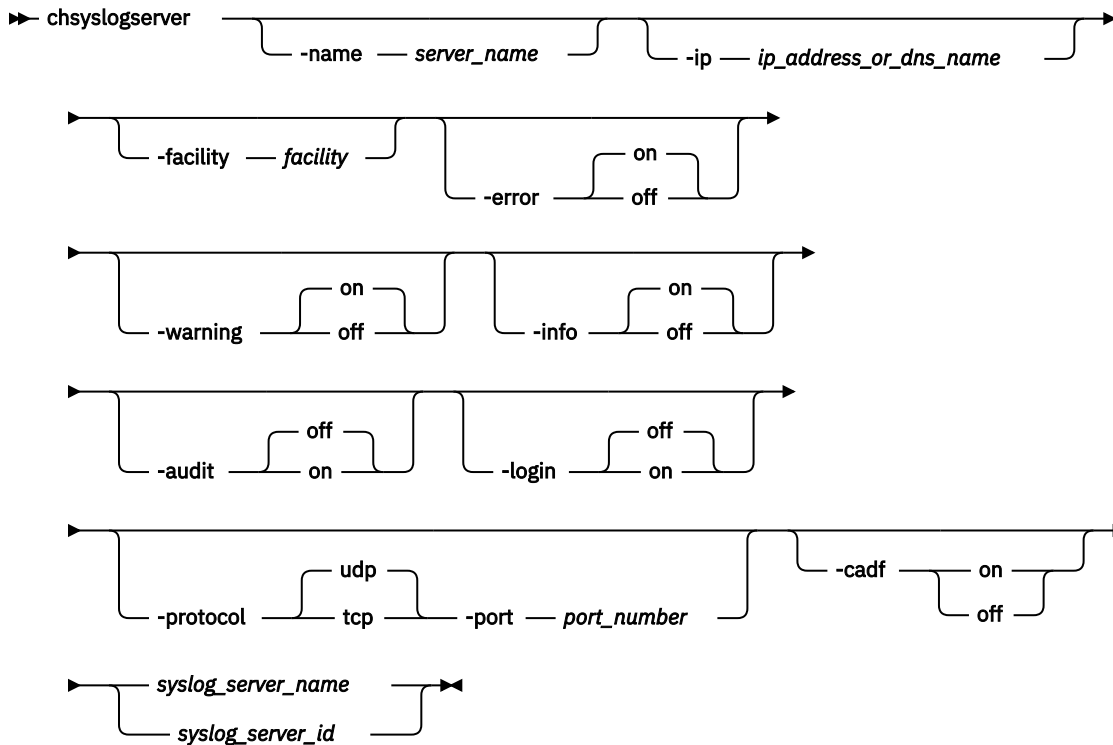 chsyslogserver
-name server_name -ip ip_address_or_dns_name
-facility facility
on
-error off
on on
-warning off -info off
off off
-audit on -login on
udp -cadf on
-protocol tcp -port port_number off
syslog_server_name
syslog_server_id